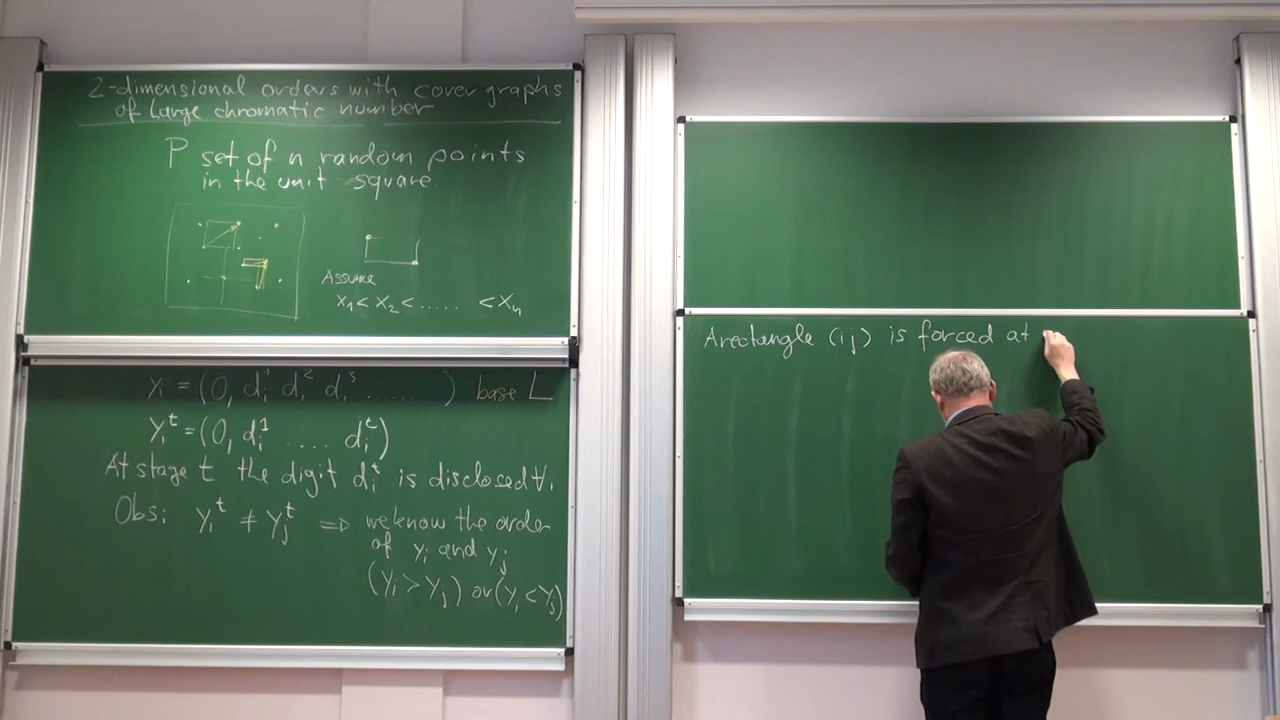 2-dimensional orders with cover graphs
of large chromatic number
P set of n random points
in the unit square.
Assume
x₁ < x₂ < ..... < xₙ
yᵢ = (0, dᵢ¹ dᵢ² dᵢ³ ...... ) base L
yᵢᵗ = (0, dᵢ¹ .... dᵢᵗ)
At stage t the digit dᵢᵗ is disclosed ∀ᵢ
Obs: yᵢᵗ ≠ yⱼᵗ ⇒ we know the order
of yᵢ and yⱼ
(yᵢ > yⱼ) or (yᵢ < yⱼ)
A rectangle (ij) is forced at